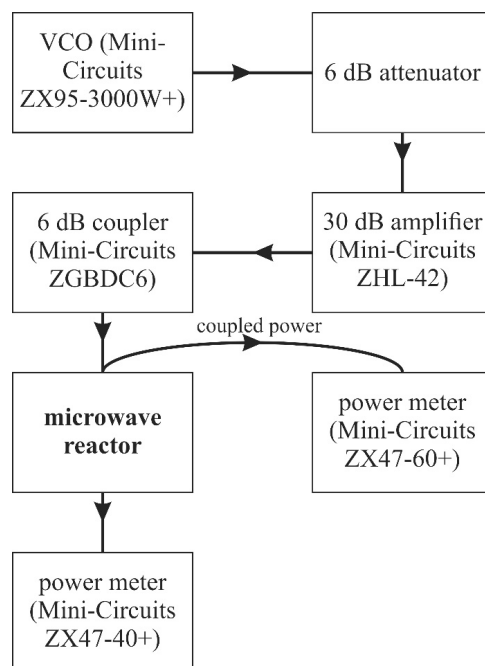 VCO (Mini-
Circuits
ZX95-3000W+)
6 dB attenuator
6 dB coupler
(Mini-Circuits
ZGBDC6)
30 dB amplifier
(Mini-Circuits
ZHL-42)
coupled power
microwave
reactor
power meter
(Mini-Circuits
ZX47-60+)
power meter
(Mini-Circuits
ZX47-40+)